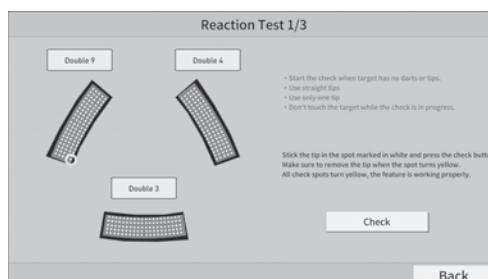 Reaction Test 1/3
Double 9
Double 4
・Start the check when target has no darts or tips.
・Use straight tips
・Use only one tip
・Don't touch the target while the check is in progress.
Stick the tip in the spot marked in white and press the check butt
Make sure to remove the tip when the spot turns yellow.
All check spots turn yellow, the feature is working properly.
Double 3
Check
Back